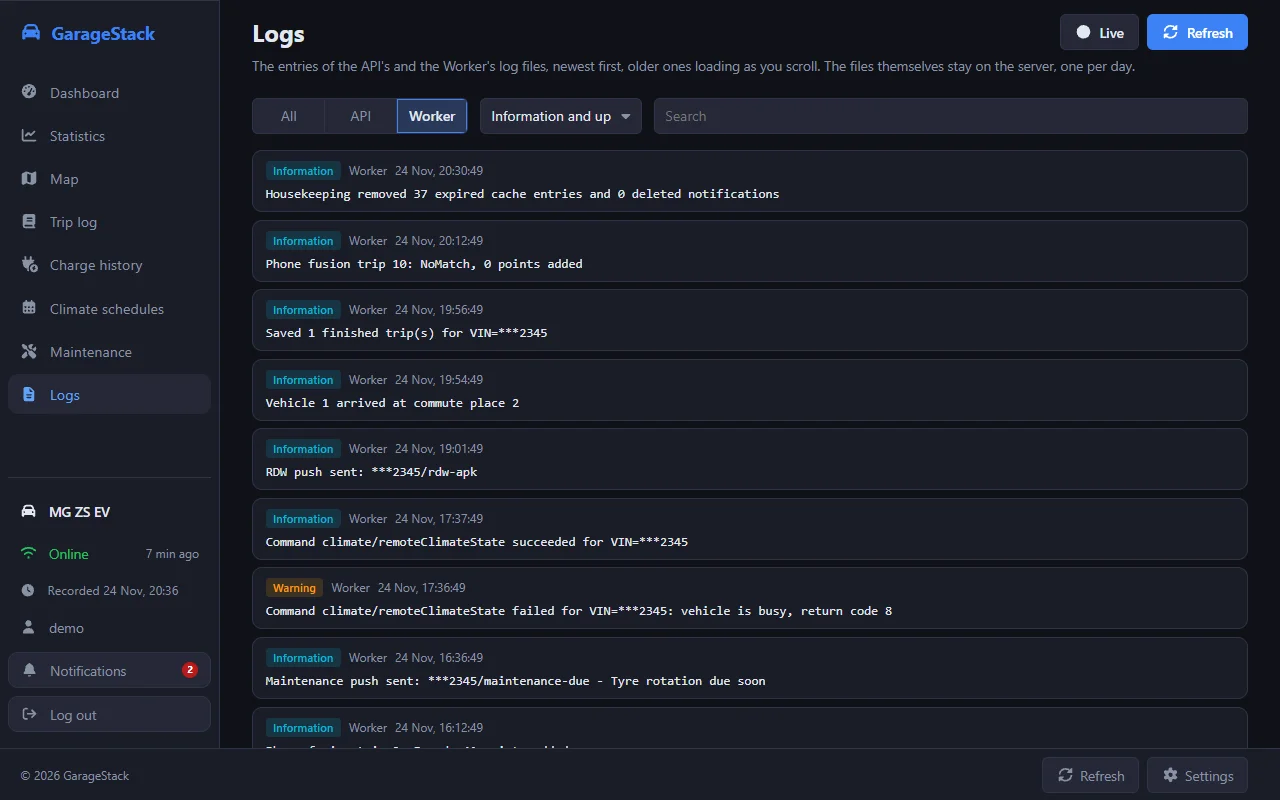 GarageStack
Dashboard
Statistics
Map
Trip log
Charge history
Climate schedules
Maintenance
Logs
MG ZS EV
Online 7 min ago
Recorded 24 Nov, 20:36
demo
Notifications 2
Log out
Logs
Live
Refresh
The entries of the API's and the Worker's log files, newest first, older ones loading as you scroll. The files themselves stay on the server, one per day.
All API Worker Information and up Search
Information Worker 24 Nov, 20:30:49
Housekeeping removed 37 expired cache entries and 0 deleted notifications
Information Worker 24 Nov, 20:12:49
Phone fusion trip 10: NoMatch, 0 points added
Information Worker 24 Nov, 19:56:49
Saved 1 finished trip(s) for VIN=***2345
Information Worker 24 Nov, 19:54:49
Vehicle 1 arrived at commute place 2
Information Worker 24 Nov, 19:01:49
RDW push sent: ***2345/rdw-apk
Information Worker 24 Nov, 17:37:49
Command climate/remoteClimateState succeeded for VIN=***2345
Warning Worker 24 Nov, 17:36:49
Command climate/remoteClimateState failed for VIN=***2345: vehicle is busy, return code 8
Information Worker 24 Nov, 16:36:49
Maintenance push sent: ***2345/maintenance-due - Tyre rotation due soon
Information Worker 24 Nov, 16:12:49
© 2026 GarageStack
Refresh
Settings